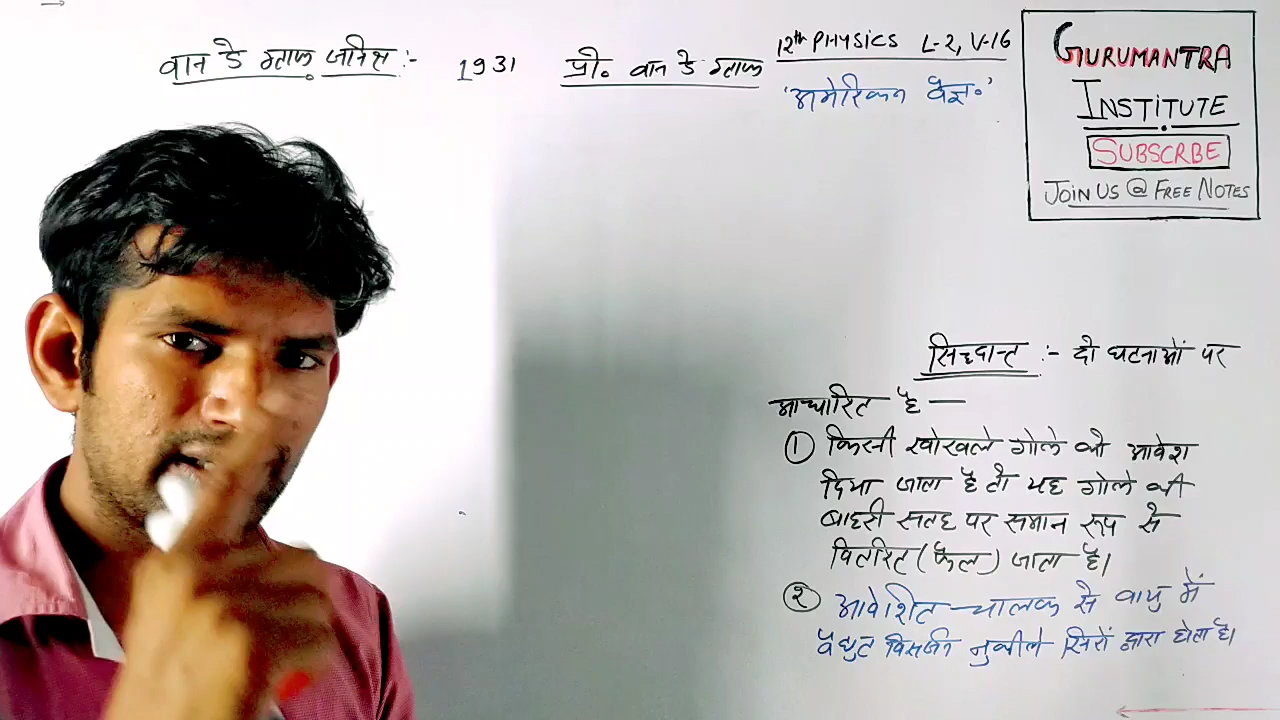 वान डे ग्राफ जनित्र :- 1931 प्रो० वान डे ग्राफ
12th PHYSICS L-2, V-16
'अमेरिकन वैज्ञ०'
GURUMANTRA
INSTITUTE
SUBSCRBE
JOIN US @ FREE NOTES
सिद्धान्त :- दो घटनाओं पर
आधारित है —
① किसी खोखले गोले को आवेश
दिया जाता है तो यह गोले की
बाहरी सतह पर समान रूप से
वितरित (फैल) जाता है।
② आवेशित चालक से वायु में
वैद्युत विसर्जन नुकीले सिरों द्वारा होता है।